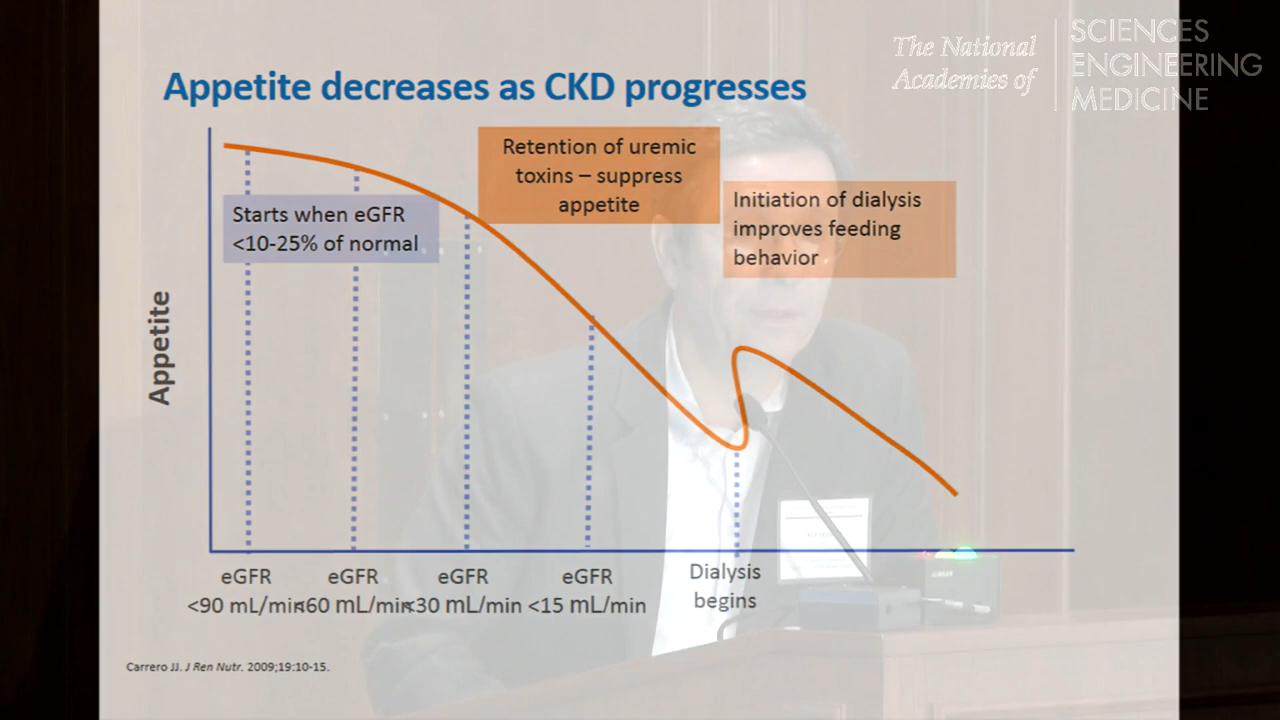 The National
Academies of
SCIENCES
ENGINEERING
MEDICINE
Appetite decreases as CKD progresses
Retention of uremic
toxins – suppress
appetite
Initiation of dialysis
improves feeding
behavior
Starts when eGFR
<10-25% of normal
Appetite
eGFR
<90 mL/min
eGFR
<60 mL/min
eGFR
<30 mL/min
eGFR
<15 mL/min
Dialysis
begins
Carrero JJ. J Ren Nutr. 2009;19:10-15.